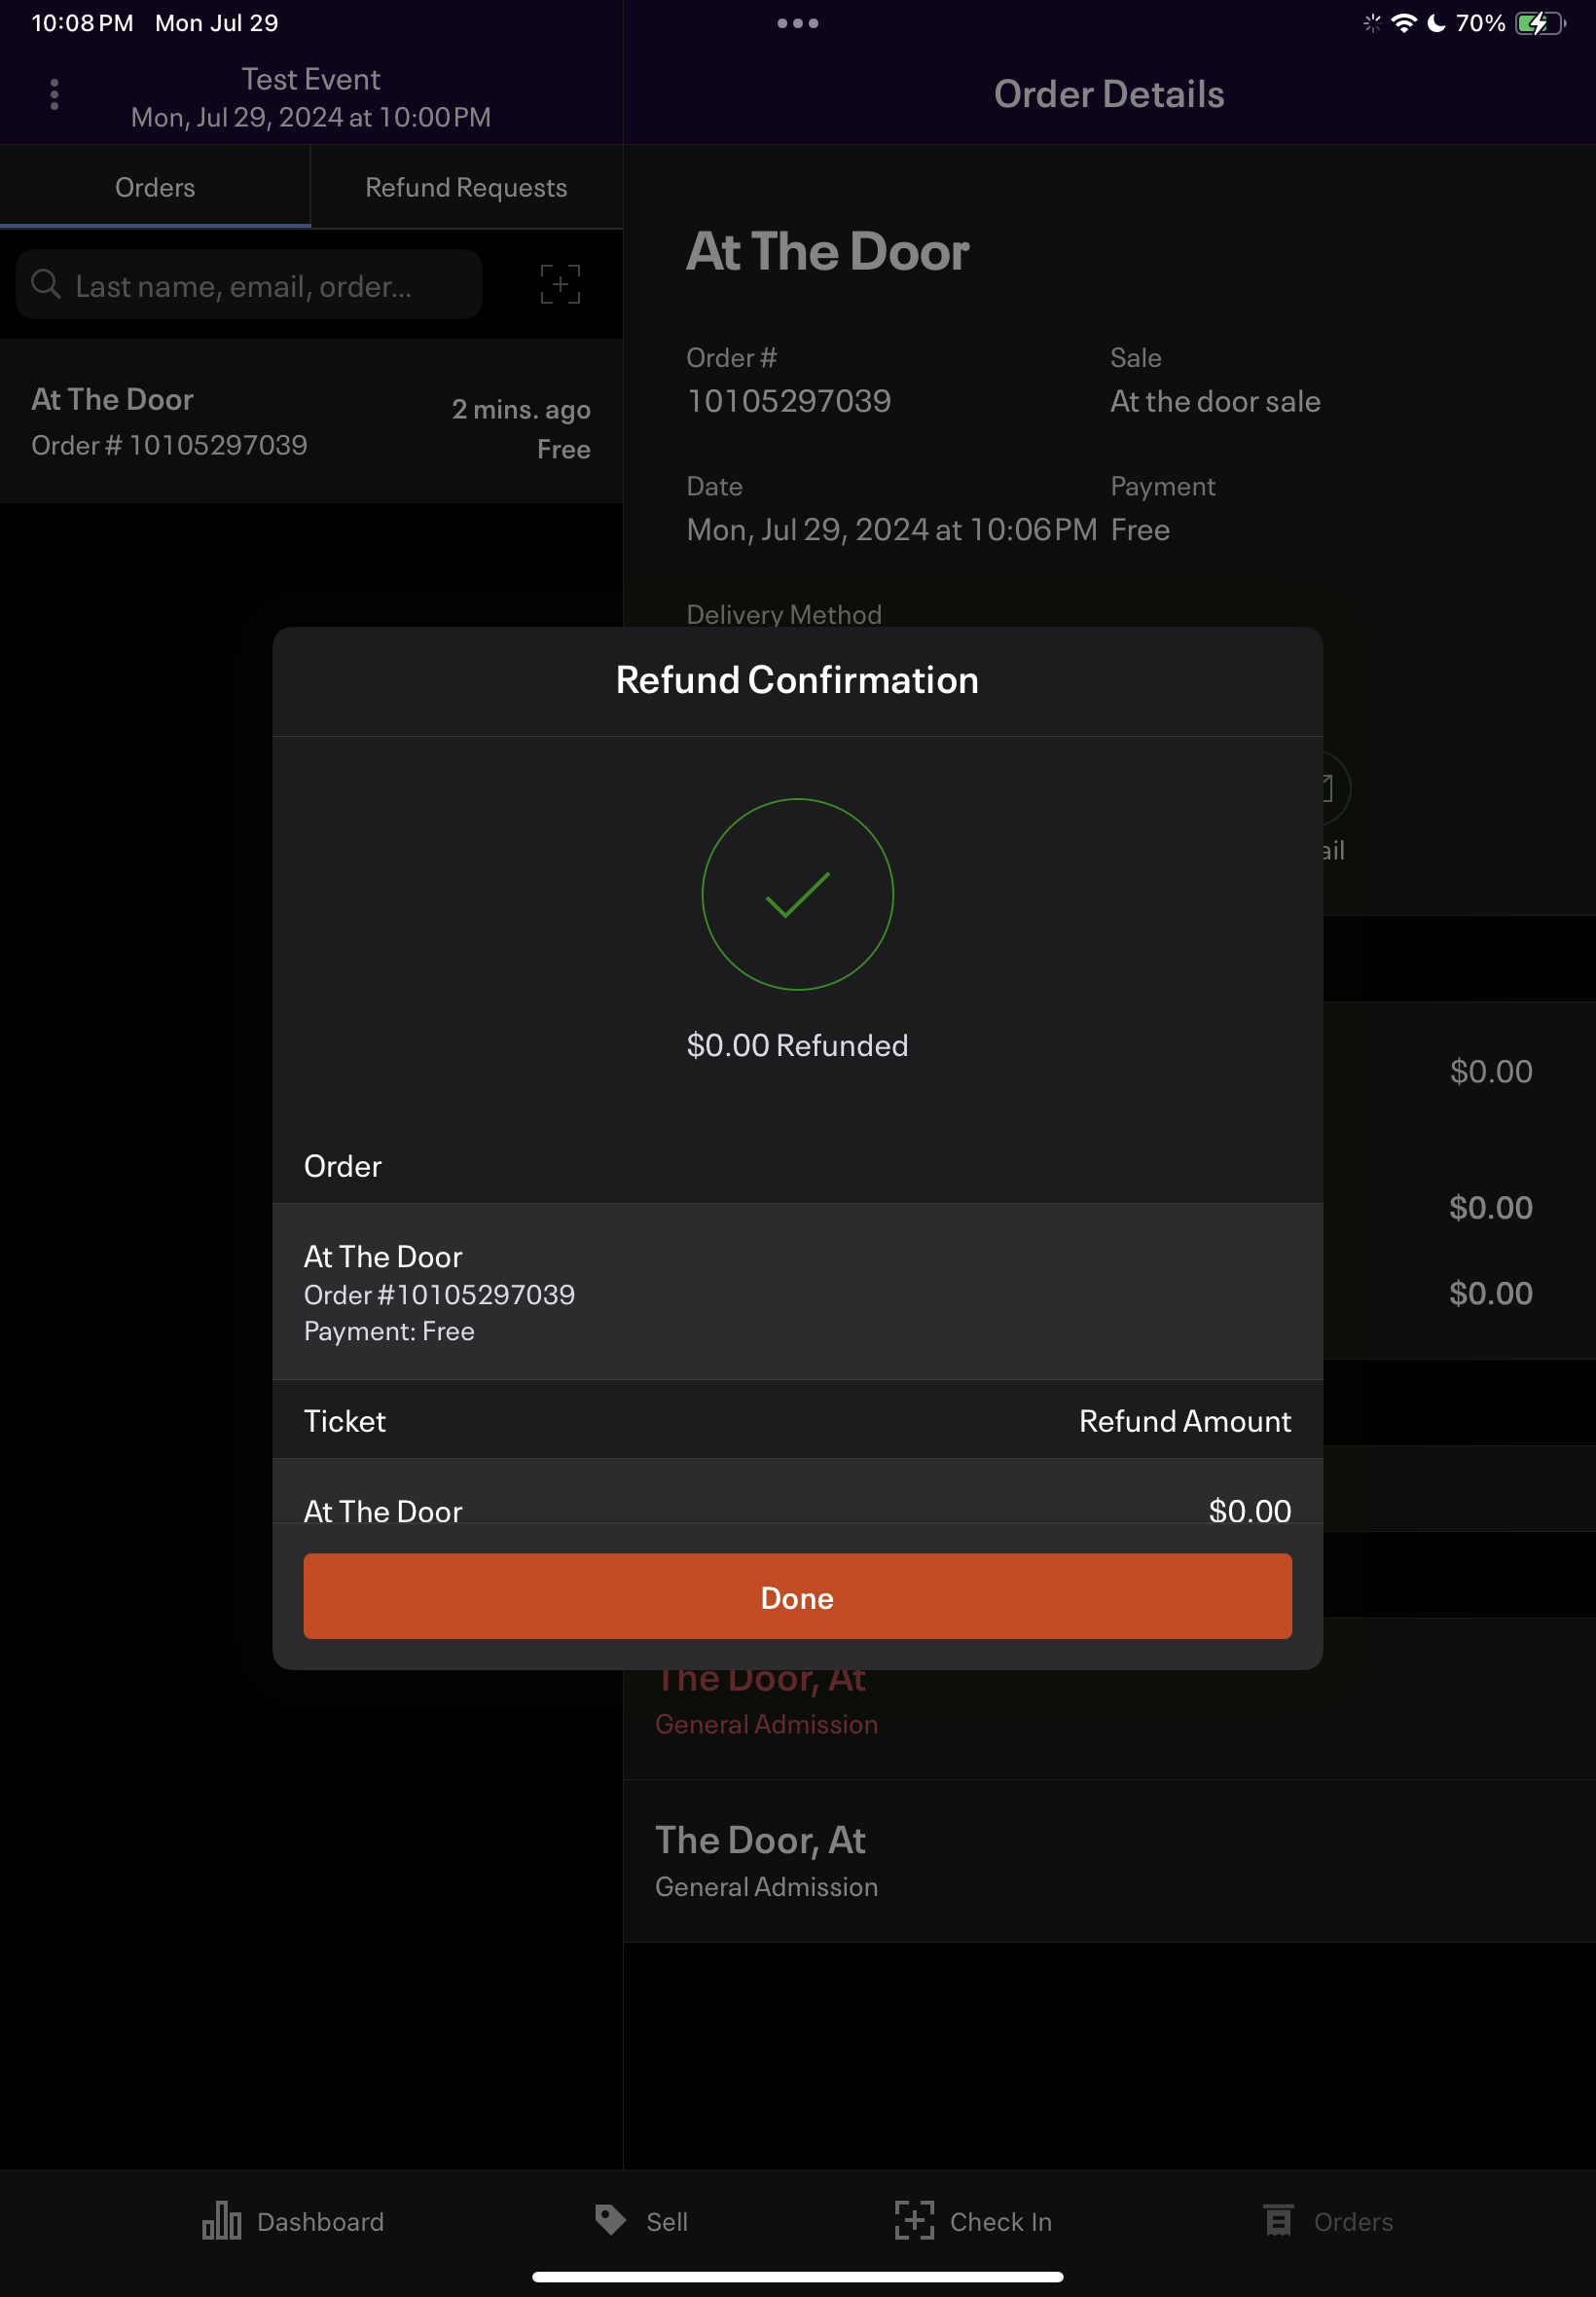 10:08 PM Mon Jul 29
70%
Test Event
Mon, Jul 29, 2024 at 10:00 PM
Order Details
Orders
Refund Requests
Last name, email, order...
At The Door
2 mins. ago
Order # 10105297039
Free
At The Door
Order #
Sale
10105297039
At the door sale
Date
Payment
Mon, Jul 29, 2024 at 10:06 PM
Free
Delivery Method
Refund Confirmation
ail
$0.00 Refunded
$0.00
Order
$0.00
At The Door
Order #10105297039
$0.00
Payment: Free
Ticket
Refund Amount
At The Door
$0.00
Done
The Door, At
General Admission
The Door, At
General Admission
Dashboard
Sell
Check In
Orders